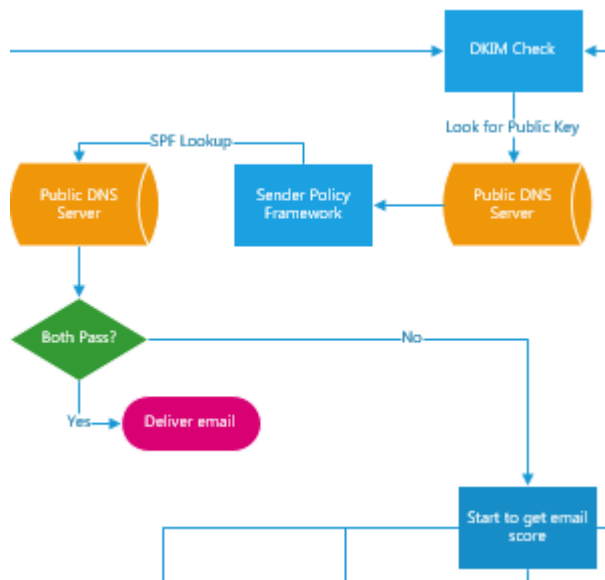 DKIM Check
Look for Public Key
SPF Lookup
Public DNS
Server
Sender Policy
Framework
Public DNS
Server
Both Pass?
No
Yes
Deliver email
Start to get email
score